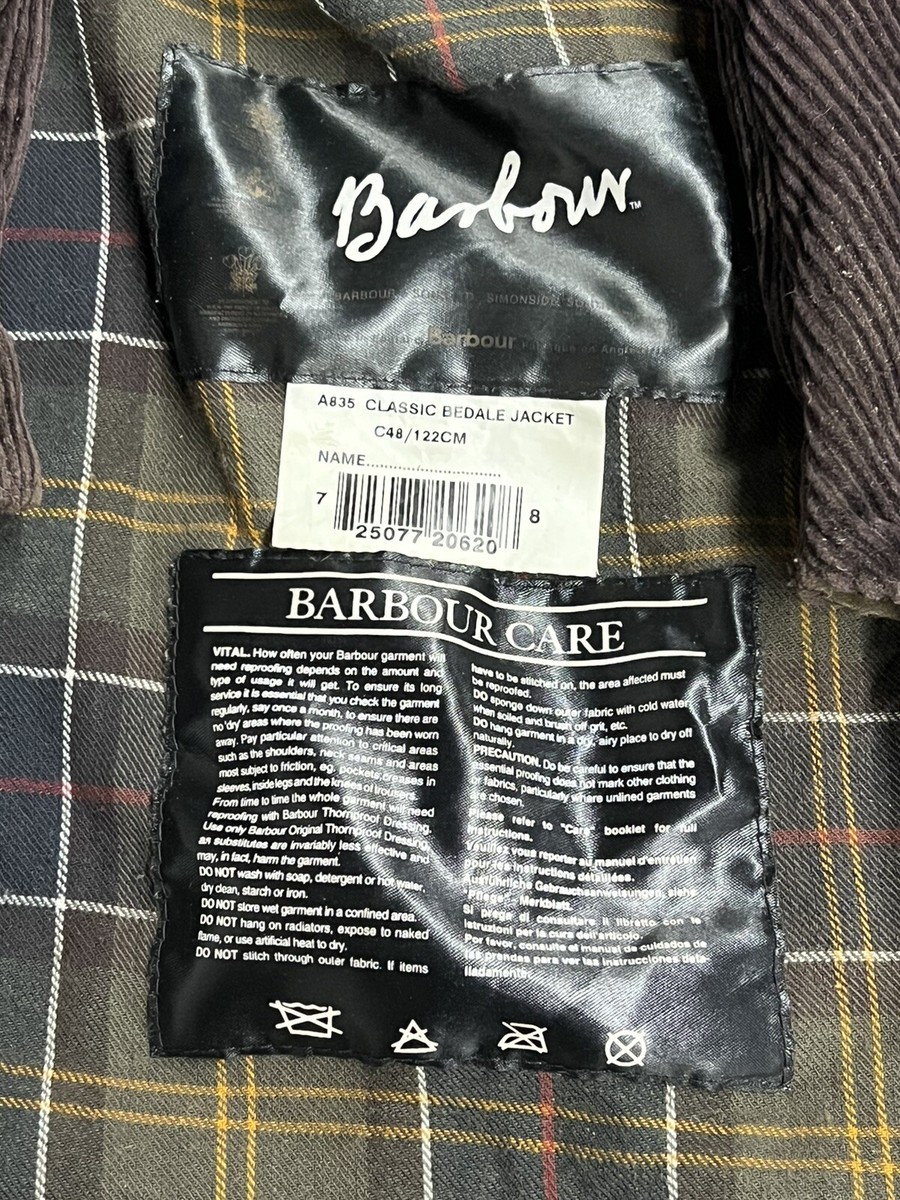 Barbour™
BARBOUR, SIMONSIDE,
Barbour
A835 CLASSIC BEDALE JACKET
C48/122CM
NAME
7 25077 20620 8
BARBOUR CARE
VITAL. How often your Barbour garment will
need reproofing depends on the amount and
type of usage it will get. To ensure its long
service it is essential that you check the garment
regularly, say once a month, to ensure there are
no 'dry' areas where the proofing has been worn
away. Pay particular attention to critical areas
such as the shoulders, neck seams and areas
most subject to friction, eg. pockets, creases in
sleeves, inside legs and the knees of trousers.
From time to time the whole garment will need
reproofing with Barbour Thornproof Dressing.
Use only Barbour Original Thornproof Dressing,
as substitutes are invariably less effective and
may, in fact, harm the garment.
DO NOT wash with soap, detergent or hot water,
dry clean, starch or iron.
DO NOT store wet garment in a confined area.
DO NOT hang on radiators, expose to naked
flame, or use artificial heat to dry.
DO NOT stitch through outer fabric. If items
have to be stitched on, the area affected must
be reproofed.
DO sponge down outer fabric with cold water
when soiled and brush off grit, etc.
DO hang garment in a dry, airy place to dry off
naturally.
PRECAUTION. Do be careful to ensure that the
essential proofing does not mark other clothing
or fabrics, particularly where unlined garments
are chosen.
Please refer to "Care" booklet for full
instructions.
Veuillez vous reporter au manuel d'entretien
pour les instructions détaillées.
Ausführliche Gebrauchsanweisungen, siehe
"Pflege" - Merkblatt.
Si prega di consultare il libretto con le
istruzioni per la cura dell'articolo.
Por favor, consulte el manual de cuidados de
las prendas para ver las instrucciones deta-
lladamente.